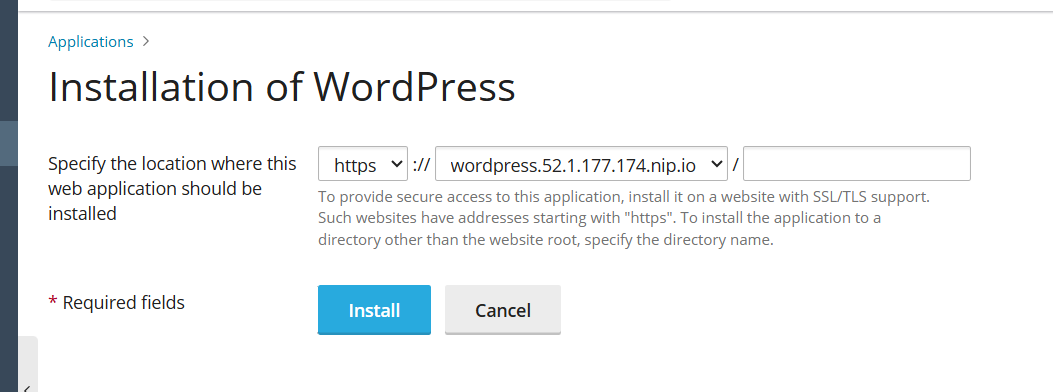 Applications >
Installation of WordPress
Specify the location where this
web application should be
installed
https :// wordpress.52.1.177.174.nip.io /
To provide secure access to this application, install it on a website with SSL/TLS support.
Such websites have addresses starting with "https". To install the application to a
directory other than the website root, specify the directory name.
* Required fields
Install Cancel